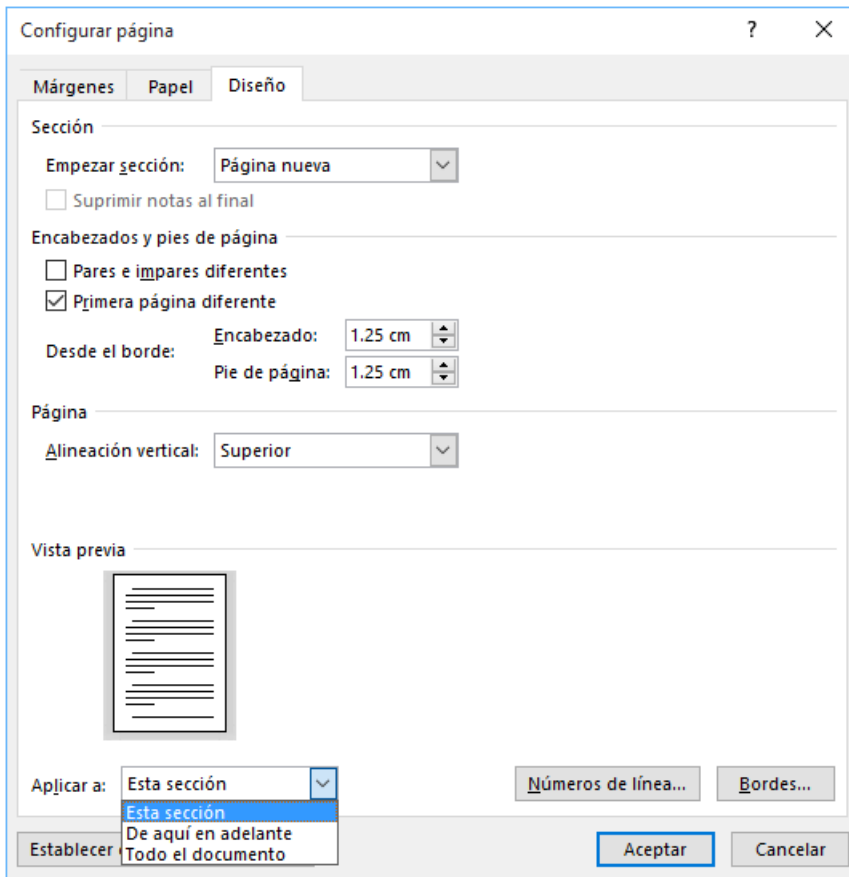 Configurar página
Márgenes Papel Diseño
Sección
Empezar sección: Página nueva
Suprimir notas al final
Encabezados y pies de página
Pares e impares diferentes
Primera página diferente
Encabezado: 1.25 cm
Desde el borde:
Pie de página: 1.25 cm
Página
Alineación vertical: Superior
Vista previa
Aplicar a: Esta sección Números de línea... Bordes...
Esta sección
De aquí en adelante
Todo el documento
Establecer Aceptar Cancelar